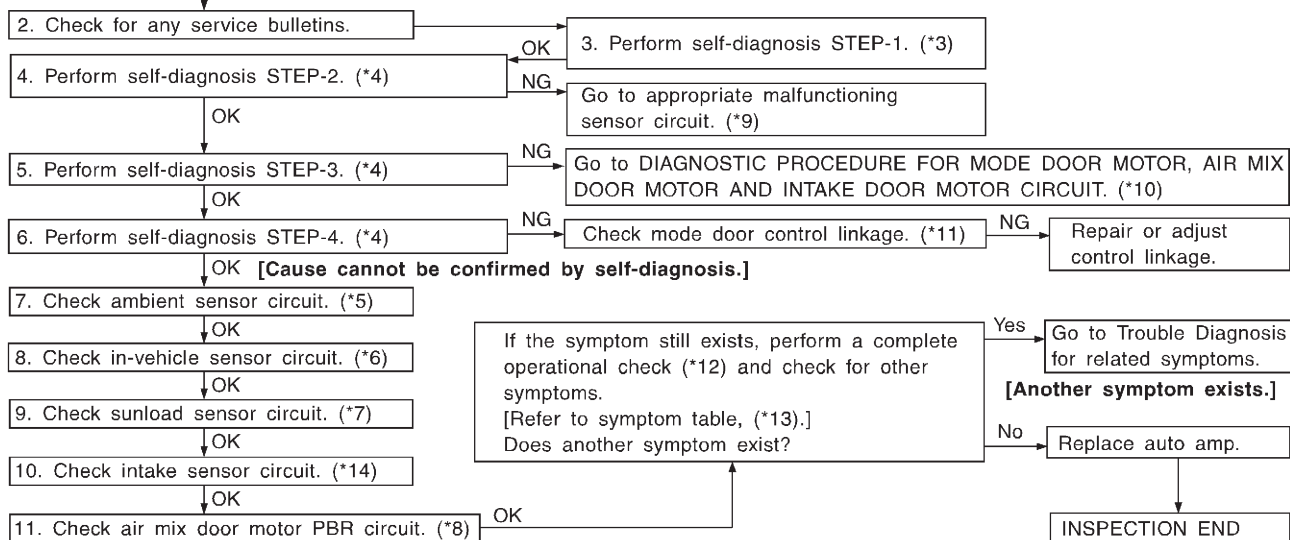 2. Check for any service bulletins.
3. Perform self-diagnosis STEP-1. (*3)
OK
4. Perform self-diagnosis STEP-2. (*4)
NG
Go to appropriate malfunctioning
sensor circuit. (*9)
OK
5. Perform self-diagnosis STEP-3. (*4)
NG
Go to DIAGNOSTIC PROCEDURE FOR MODE DOOR MOTOR, AIR MIX
DOOR MOTOR AND INTAKE DOOR MOTOR CIRCUIT. (*10)
OK
6. Perform self-diagnosis STEP-4. (*4)
NG
Check mode door control linkage. (*11)
NG
Repair or adjust
control linkage.
OK
[Cause cannot be confirmed by self-diagnosis.]
7. Check ambient sensor circuit. (*5)
OK
8. Check in-vehicle sensor circuit. (*6)
OK
9. Check sunload sensor circuit. (*7)
OK
10. Check intake sensor circuit. (*14)
OK
11. Check air mix door motor PBR circuit. (*8)
OK
If the symptom still exists, perform a complete
operational check (*12) and check for other
symptoms.
[Refer to symptom table, (*13).]
Does another symptom exist?
Yes
Go to Trouble Diagnosis
for related symptoms.
[Another symptom exists.]
No
Replace auto amp.
INSPECTION END